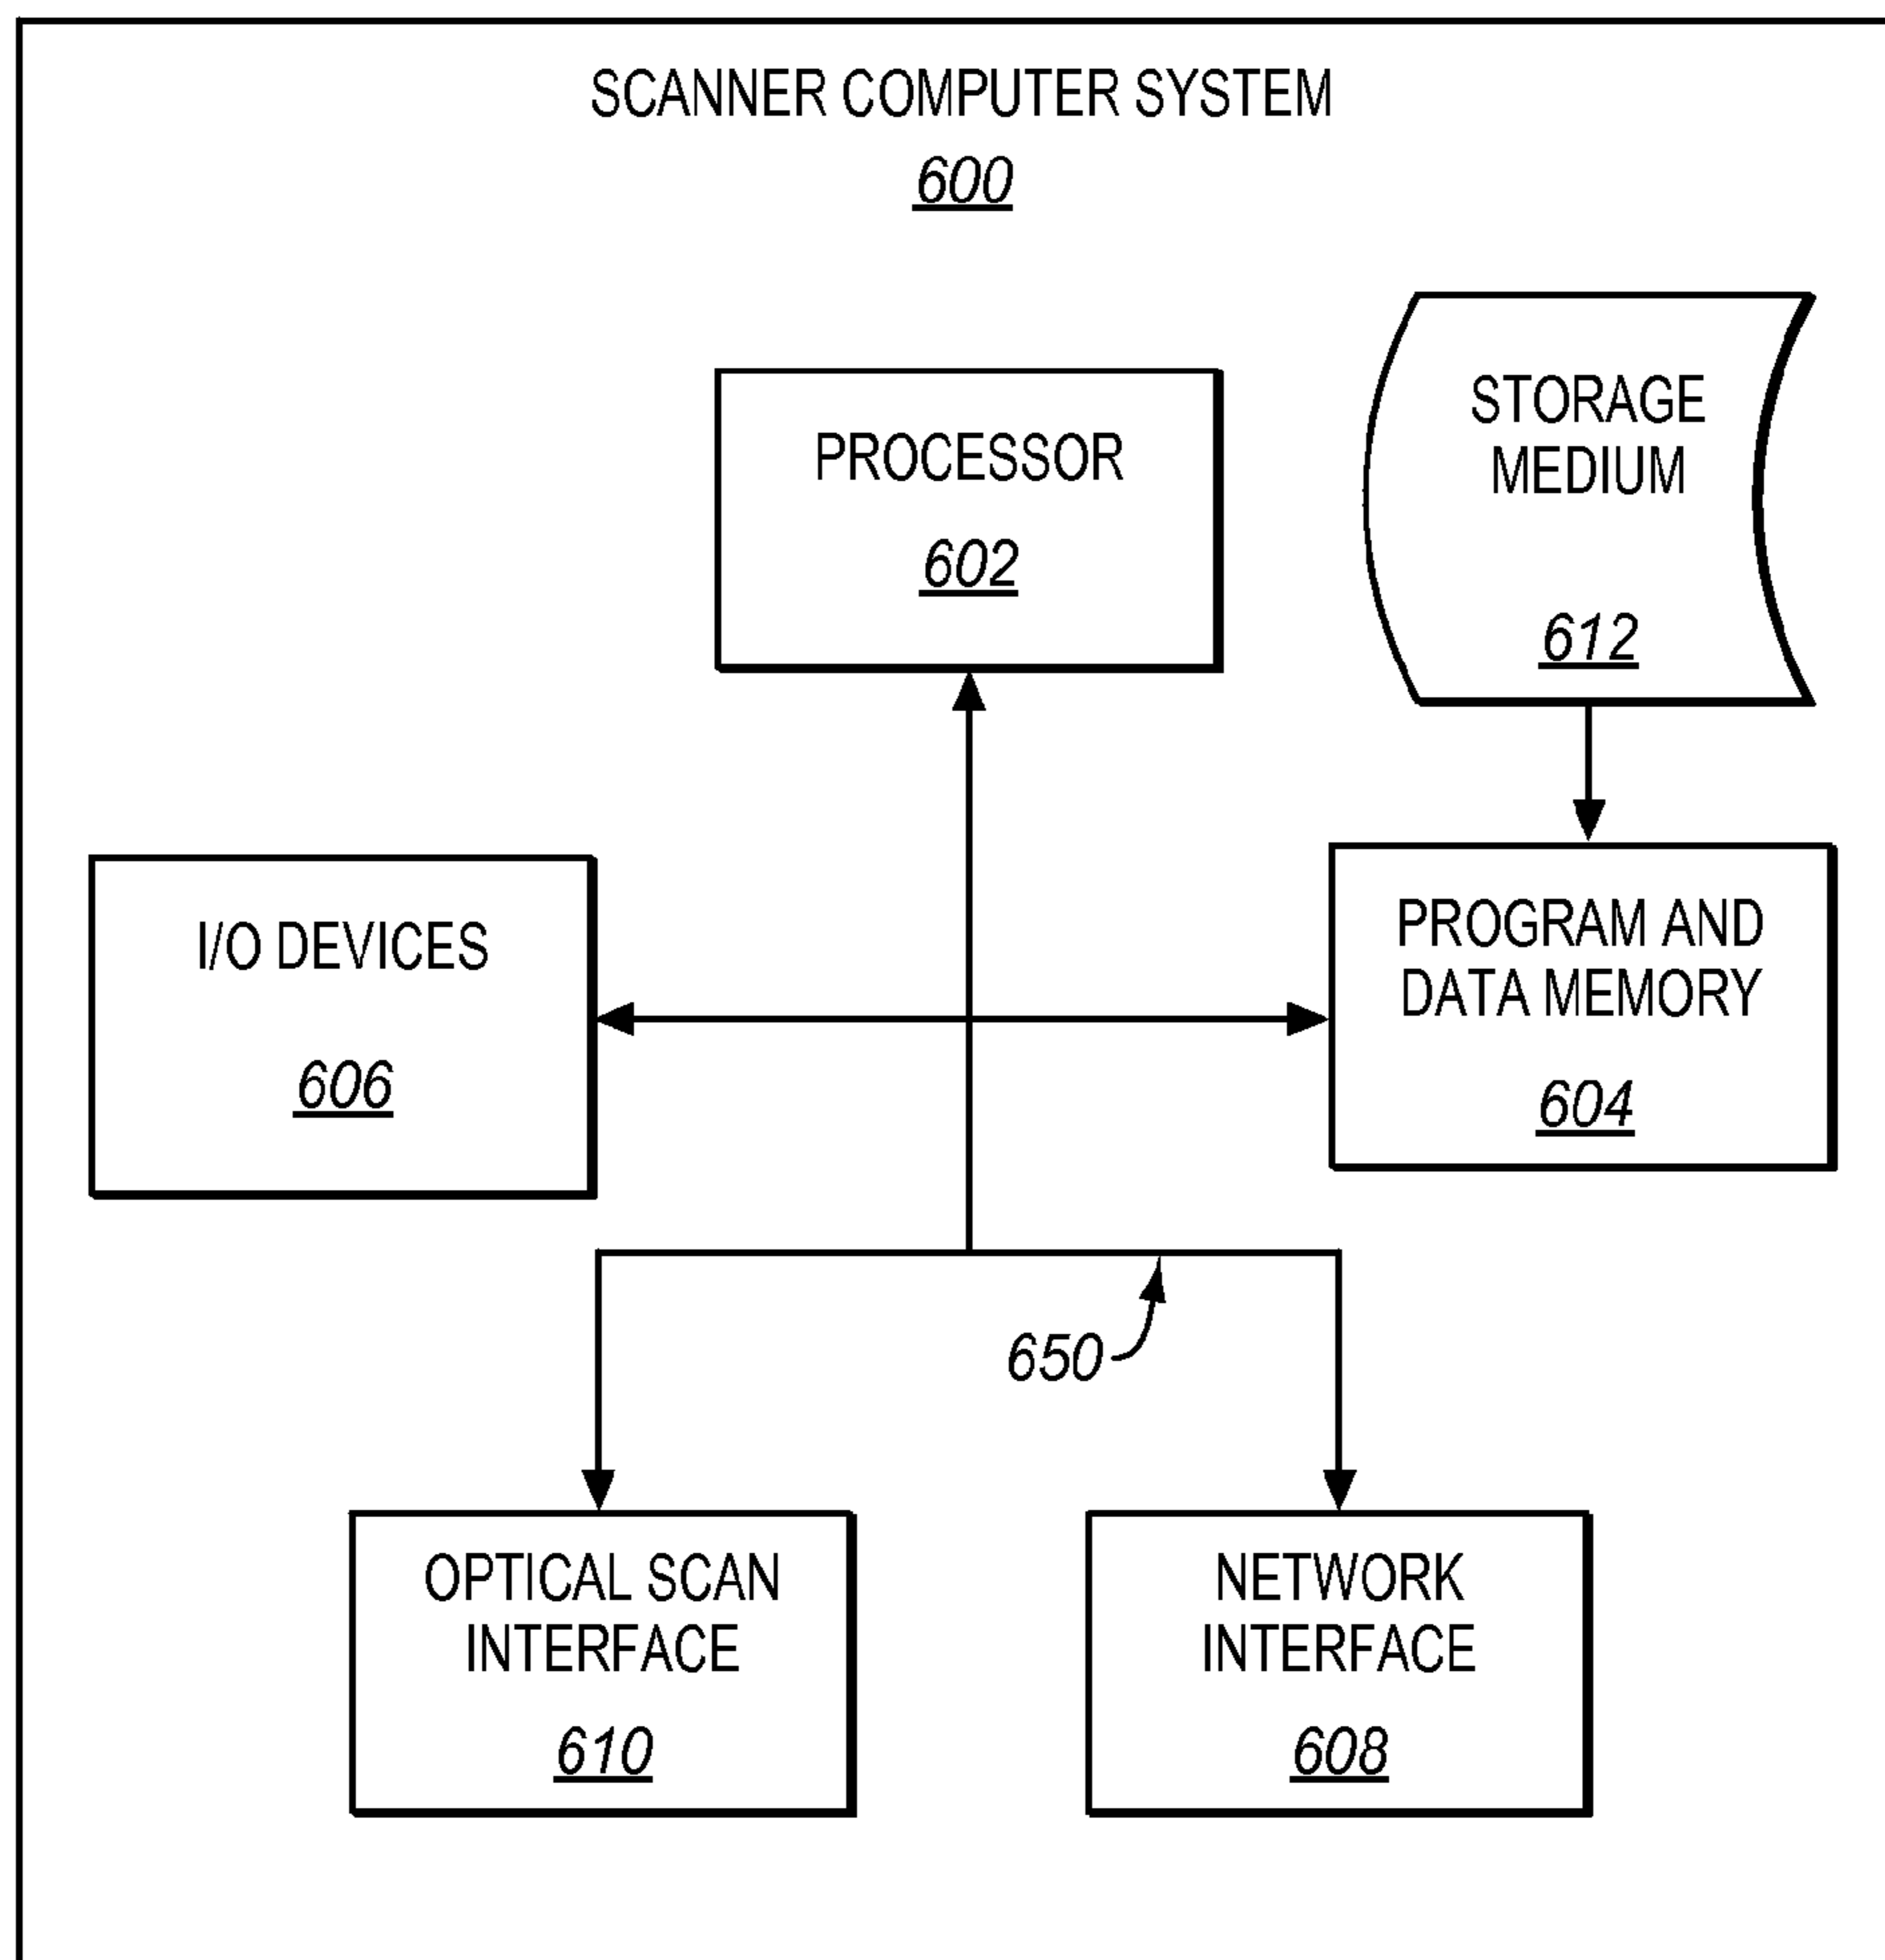 SCANNER COMPUTER SYSTEM
600
PROCESSOR
602
STORAGE
MEDIUM
612
I/O DEVICES
606
PROGRAM AND
DATA MEMORY
604
650
OPTICAL SCAN
INTERFACE
610
NETWORK
INTERFACE
608